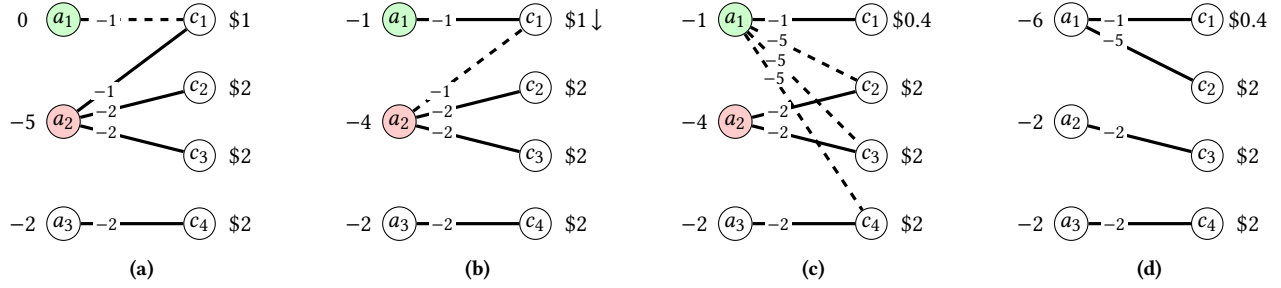 0 a1 −1 c1 $1
−1
−2 c2 $2
−5 a2
−2 c3 $2
−2 a3 −2 c4 $2
(a)
−1 a1 −1 c1 $1↓
−1
−2 c2 $2
−4 a2
−2 c3 $2
−2 a3 −2 c4 $2
(b)
−1 a1 −1 c1 $0.4
−5
−5
−5 c2 $2
−2
−4 a2
−2 c3 $2
−2 a3 −2 c4 $2
(c)
−6 a1 −1 c1 $0.4
−5
c2 $2
−2 a2
−2 c3 $2
−2 a3 −2 c4 $2
(d)